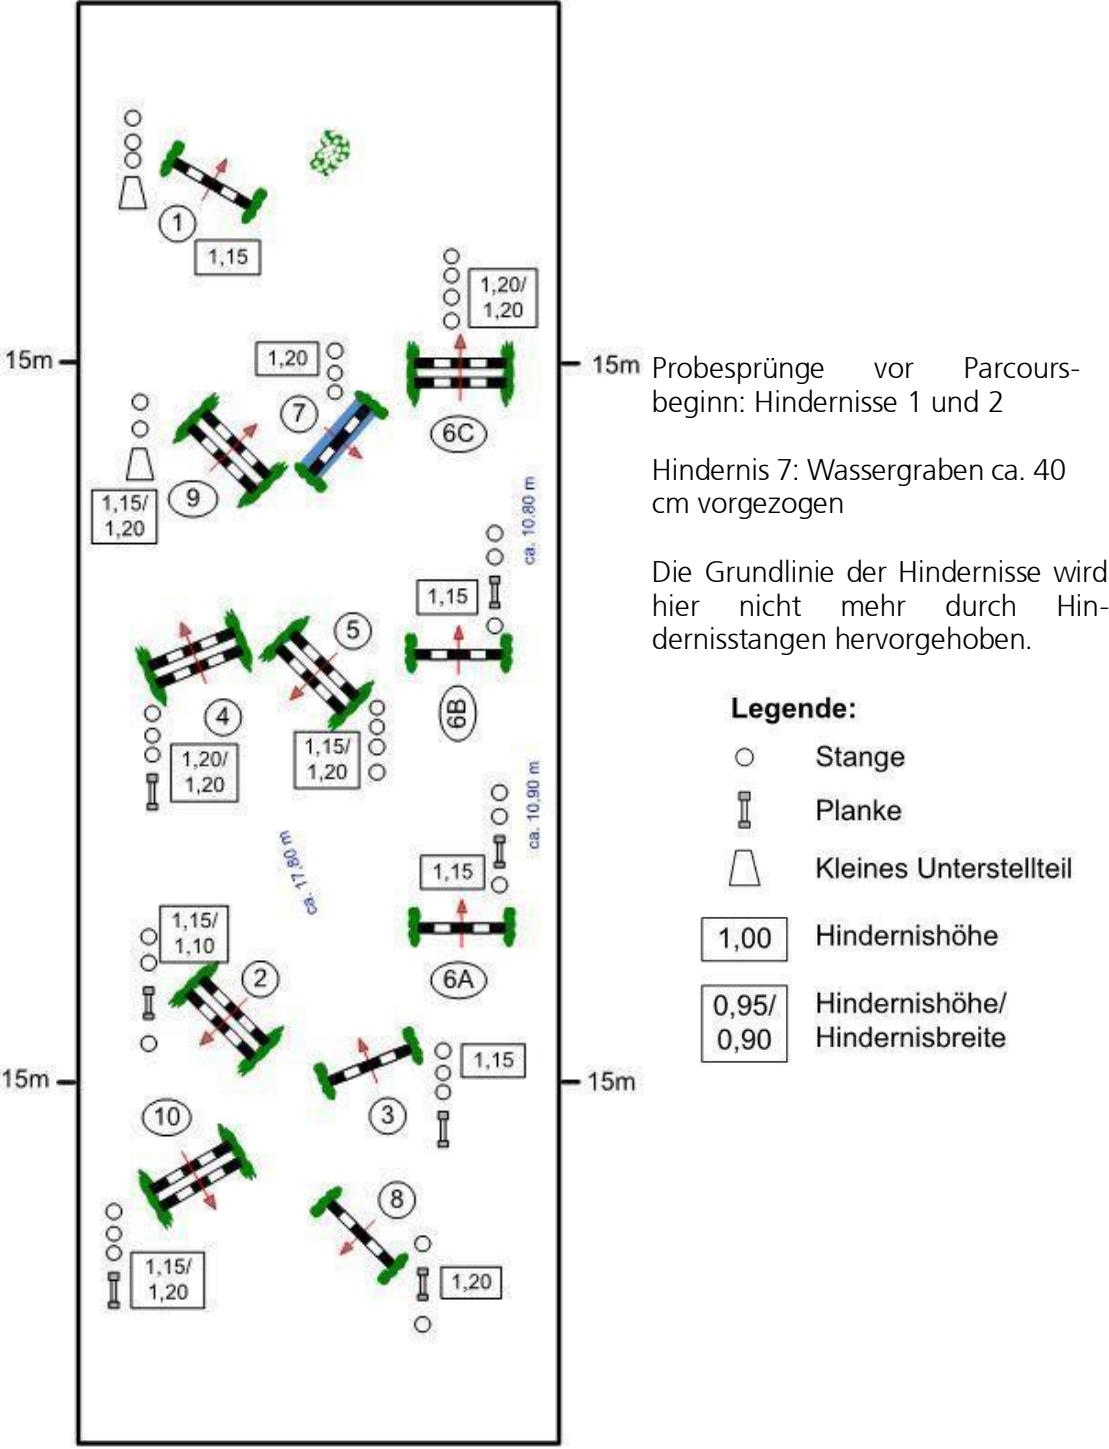 1
1,15
1,20/
1,20
15m
15m
1,20
7
6C
9
1,15/
1,20
ca. 10.80 m
1,15
5
6B
4
1,20/
1,20
1,15/
1,20
ca. 10,90 m
ca. 17,80 m
1,15
1,15/
1,10
2
6A
1,15
3
15m
15m
10
8
1,15/
1,20
1,20
Probesprünge vor Parcours-
beginn: Hindernisse 1 und 2
Hindernis 7: Wassergraben ca. 40
cm vorgezogen
Die Grundlinie der Hindernisse wird
hier nicht mehr durch Hin-
dernisstangen hervorgehoben.
Legende:
Stange
Planke
Kleines Unterstellteil
1,00 Hindernishöhe
0,95/ Hindernishöhe/
0,90 Hindernisbreite